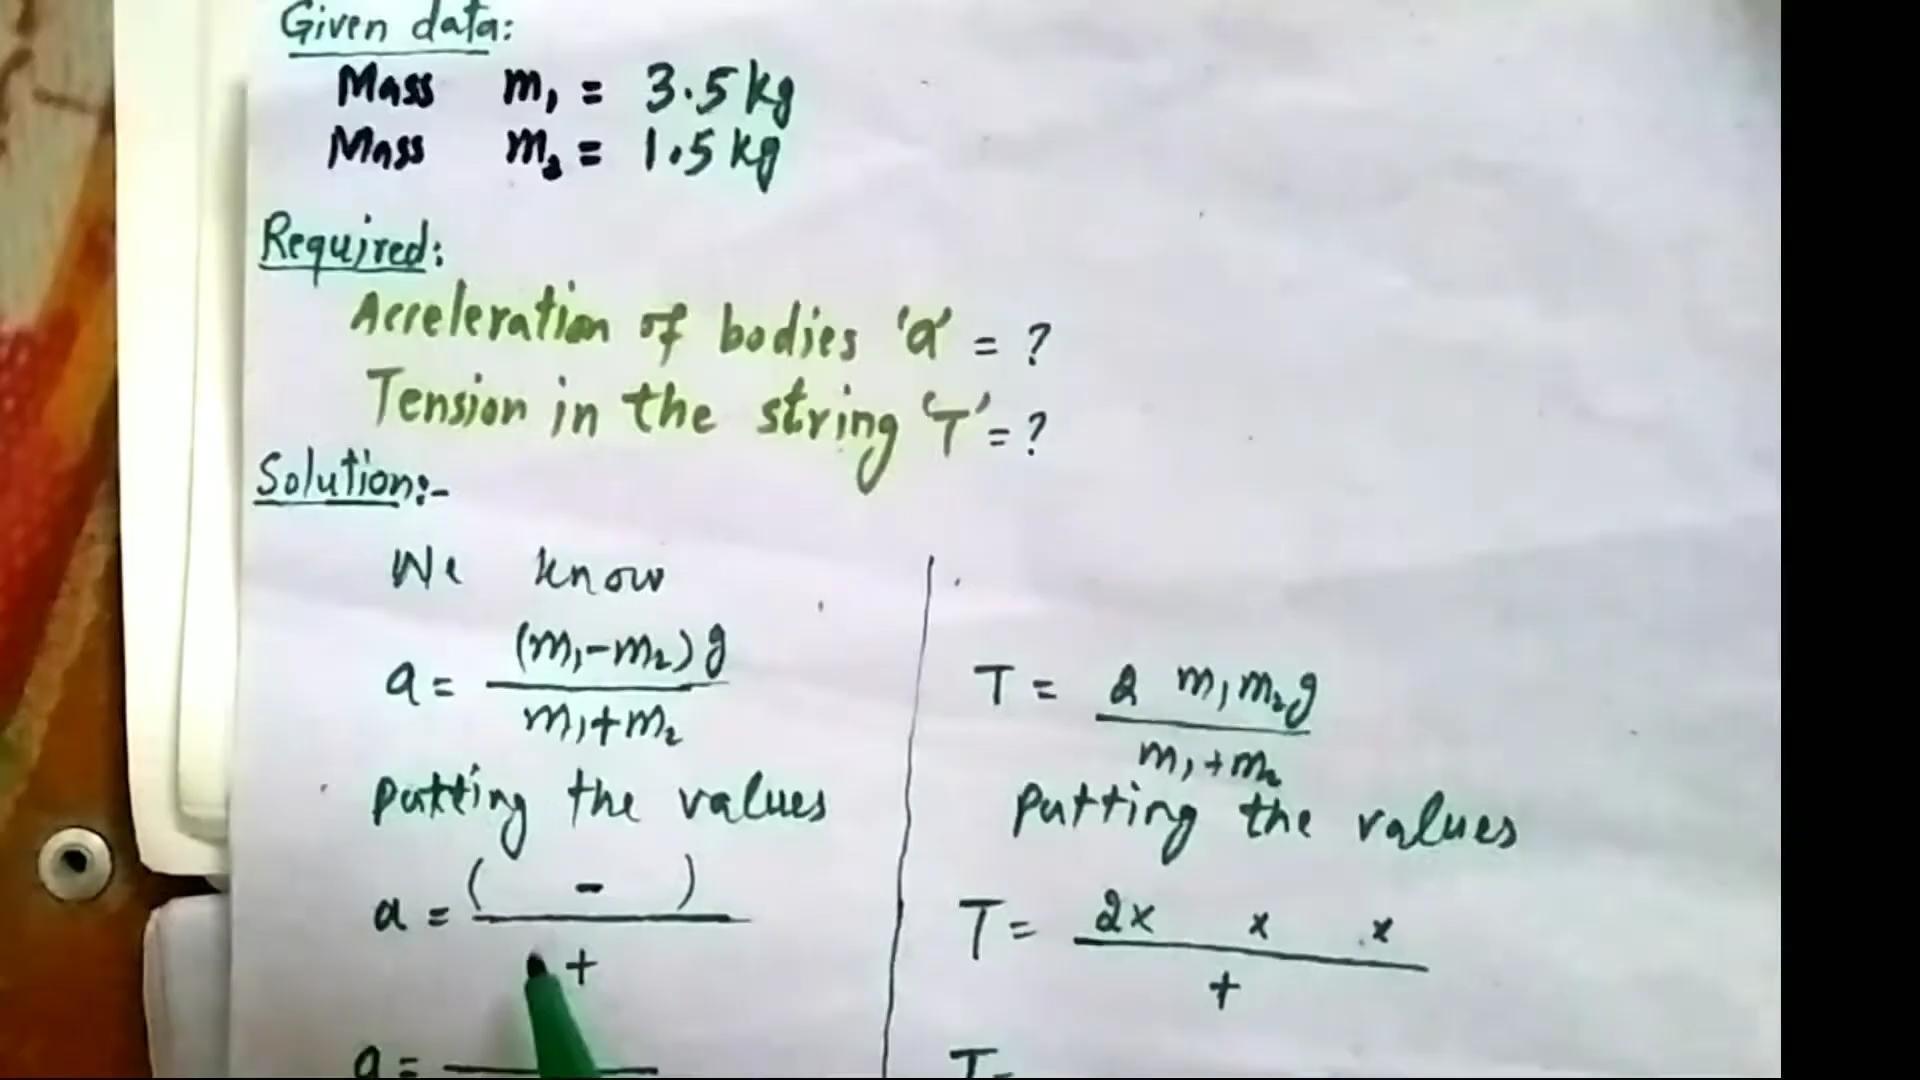 Given data:
Mass m₁ = 3.5 kg
Mass m₂ = 1.5 kg
Required:
Acceleration of bodies 'a' = ?
Tension in the string 'T' = ?
Solution:-
We know
a = (m₁-m₂) g / m₁+m₂
putting the values
a = ( - ) / +
a =
T = 2 m₁m₂g / m₁+m₂
putting the values
T = 2x x x / +
T =